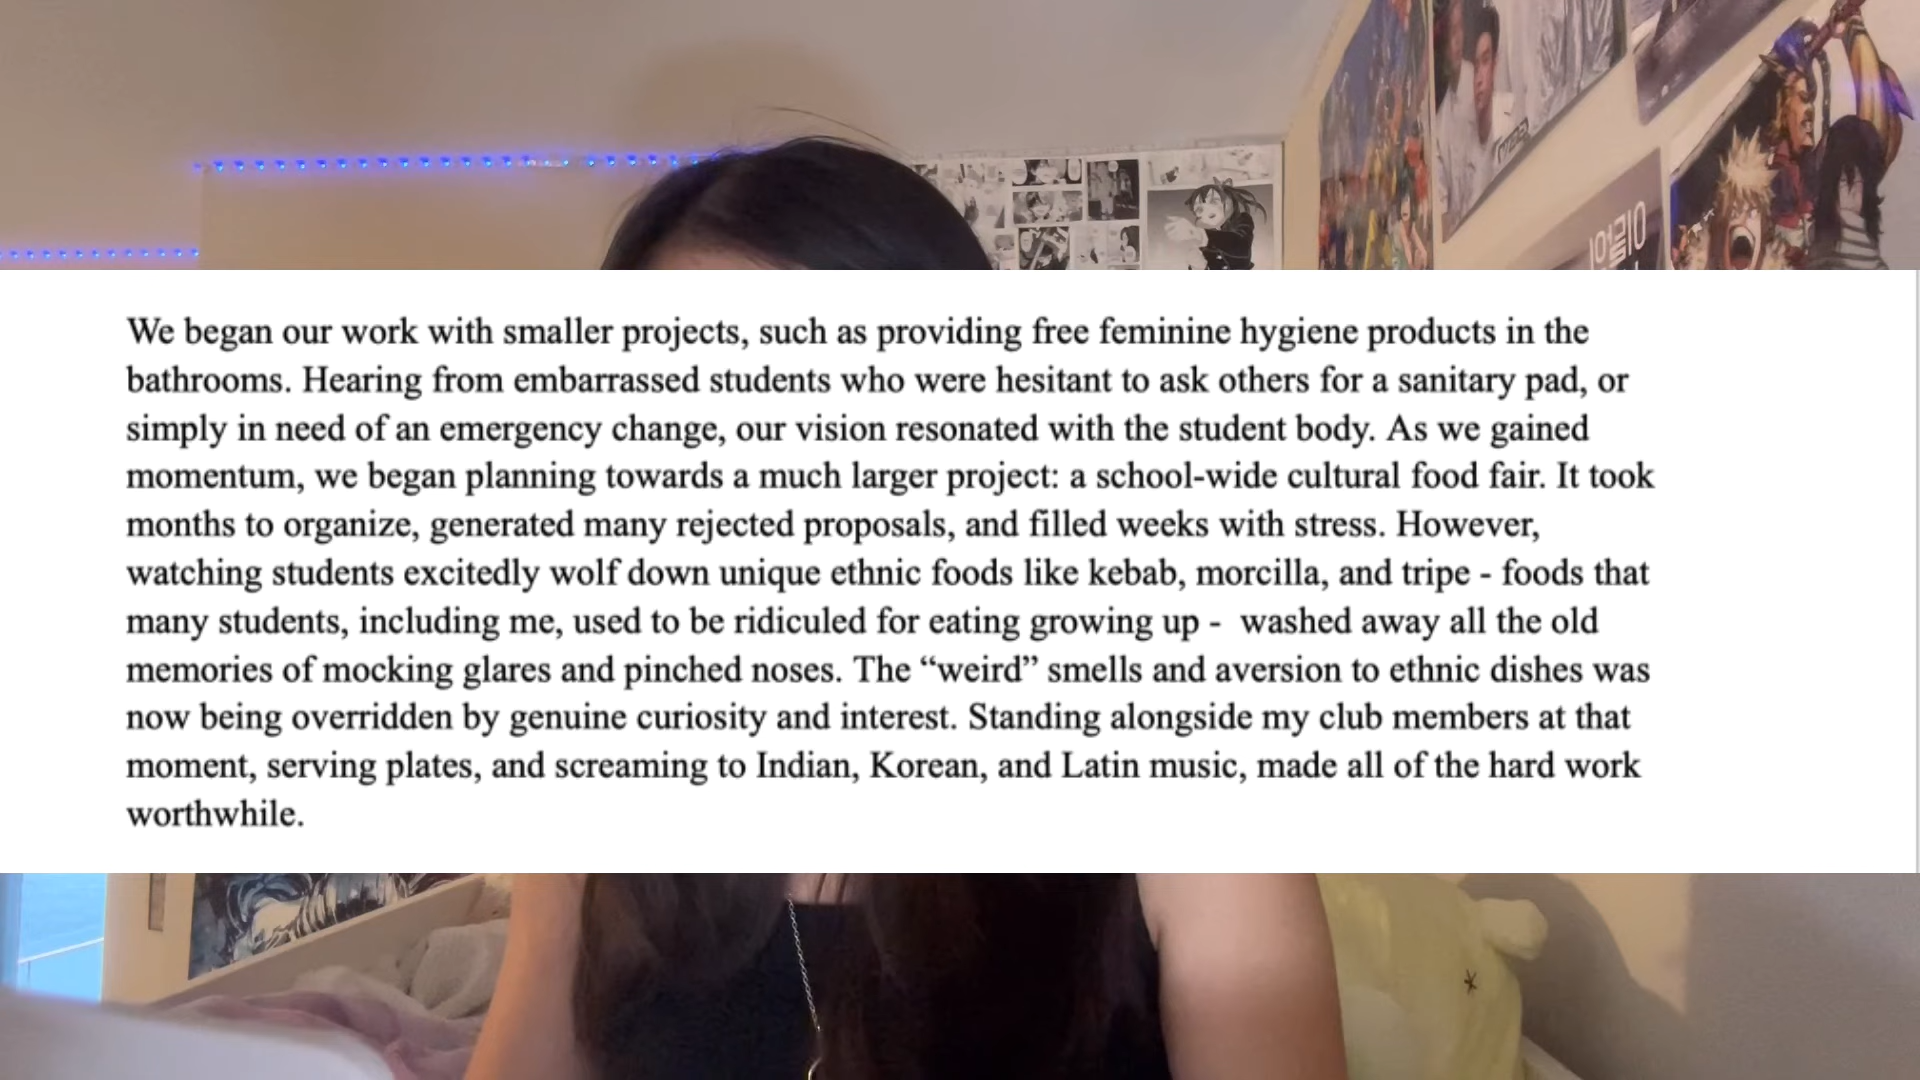 We began our work with smaller projects, such as providing free feminine hygiene products in the
bathrooms. Hearing from embarrassed students who were hesitant to ask others for a sanitary pad, or
simply in need of an emergency change, our vision resonated with the student body. As we gained
momentum, we began planning towards a much larger project: a school-wide cultural food fair. It took
months to organize, generated many rejected proposals, and filled weeks with stress. However,
watching students excitedly wolf down unique ethnic foods like kebab, morcilla, and tripe - foods that
many students, including me, used to be ridiculed for eating growing up -  washed away all the old
memories of mocking glares and pinched noses. The “weird” smells and aversion to ethnic dishes was
now being overridden by genuine curiosity and interest. Standing alongside my club members at that
moment, serving plates, and screaming to Indian, Korean, and Latin music, made all of the hard work
worthwhile.